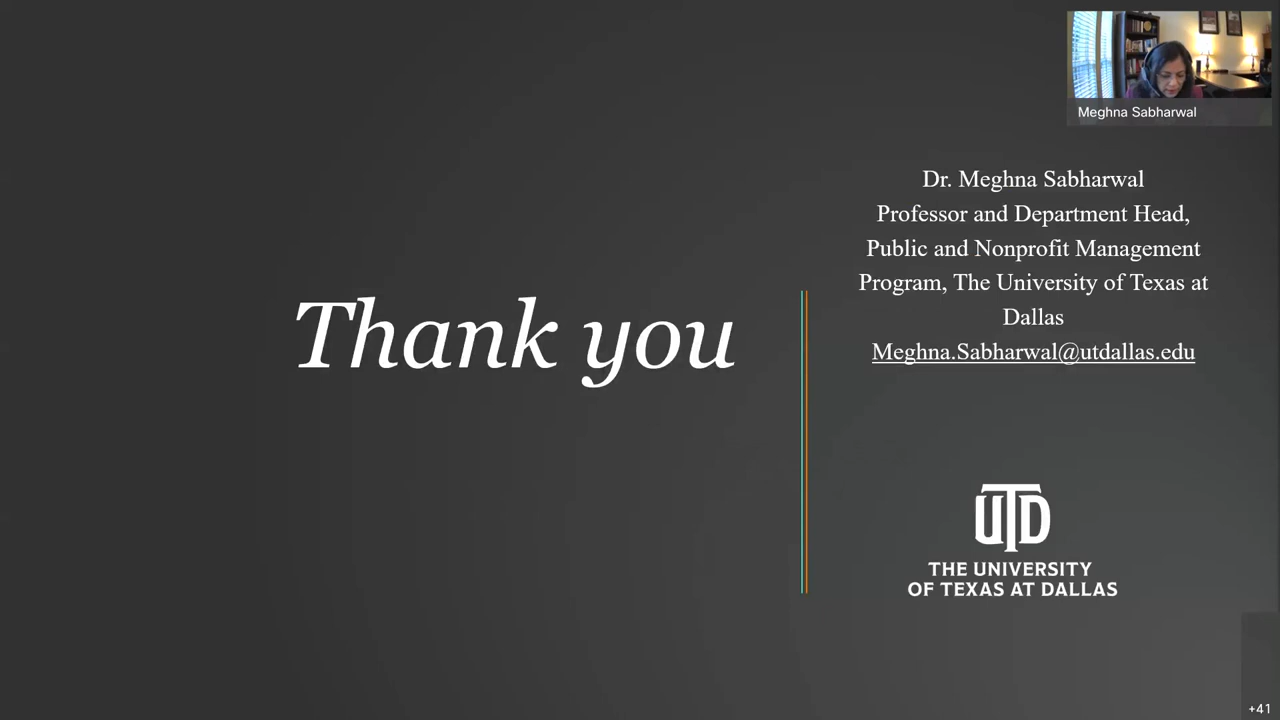 Meghna Sabharwal
Thank you
Dr. Meghna Sabharwal
Professor and Department Head,
Public and Nonprofit Management
Program, The University of Texas at
Dallas
Meghna.Sabharwal@utdallas.edu
UTD
THE UNIVERSITY
OF TEXAS AT DALLAS
+41